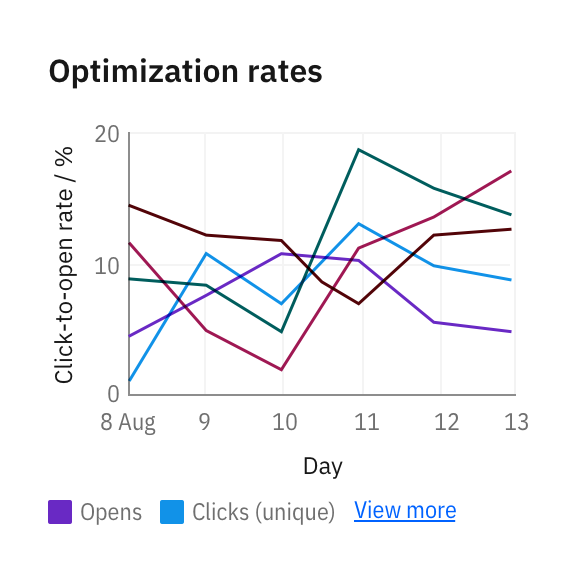 Optimization rates
20
10
0
Click-to-open rate / %
8 Aug 9 10 11 12 13
Day
Opens Clicks (unique) View more